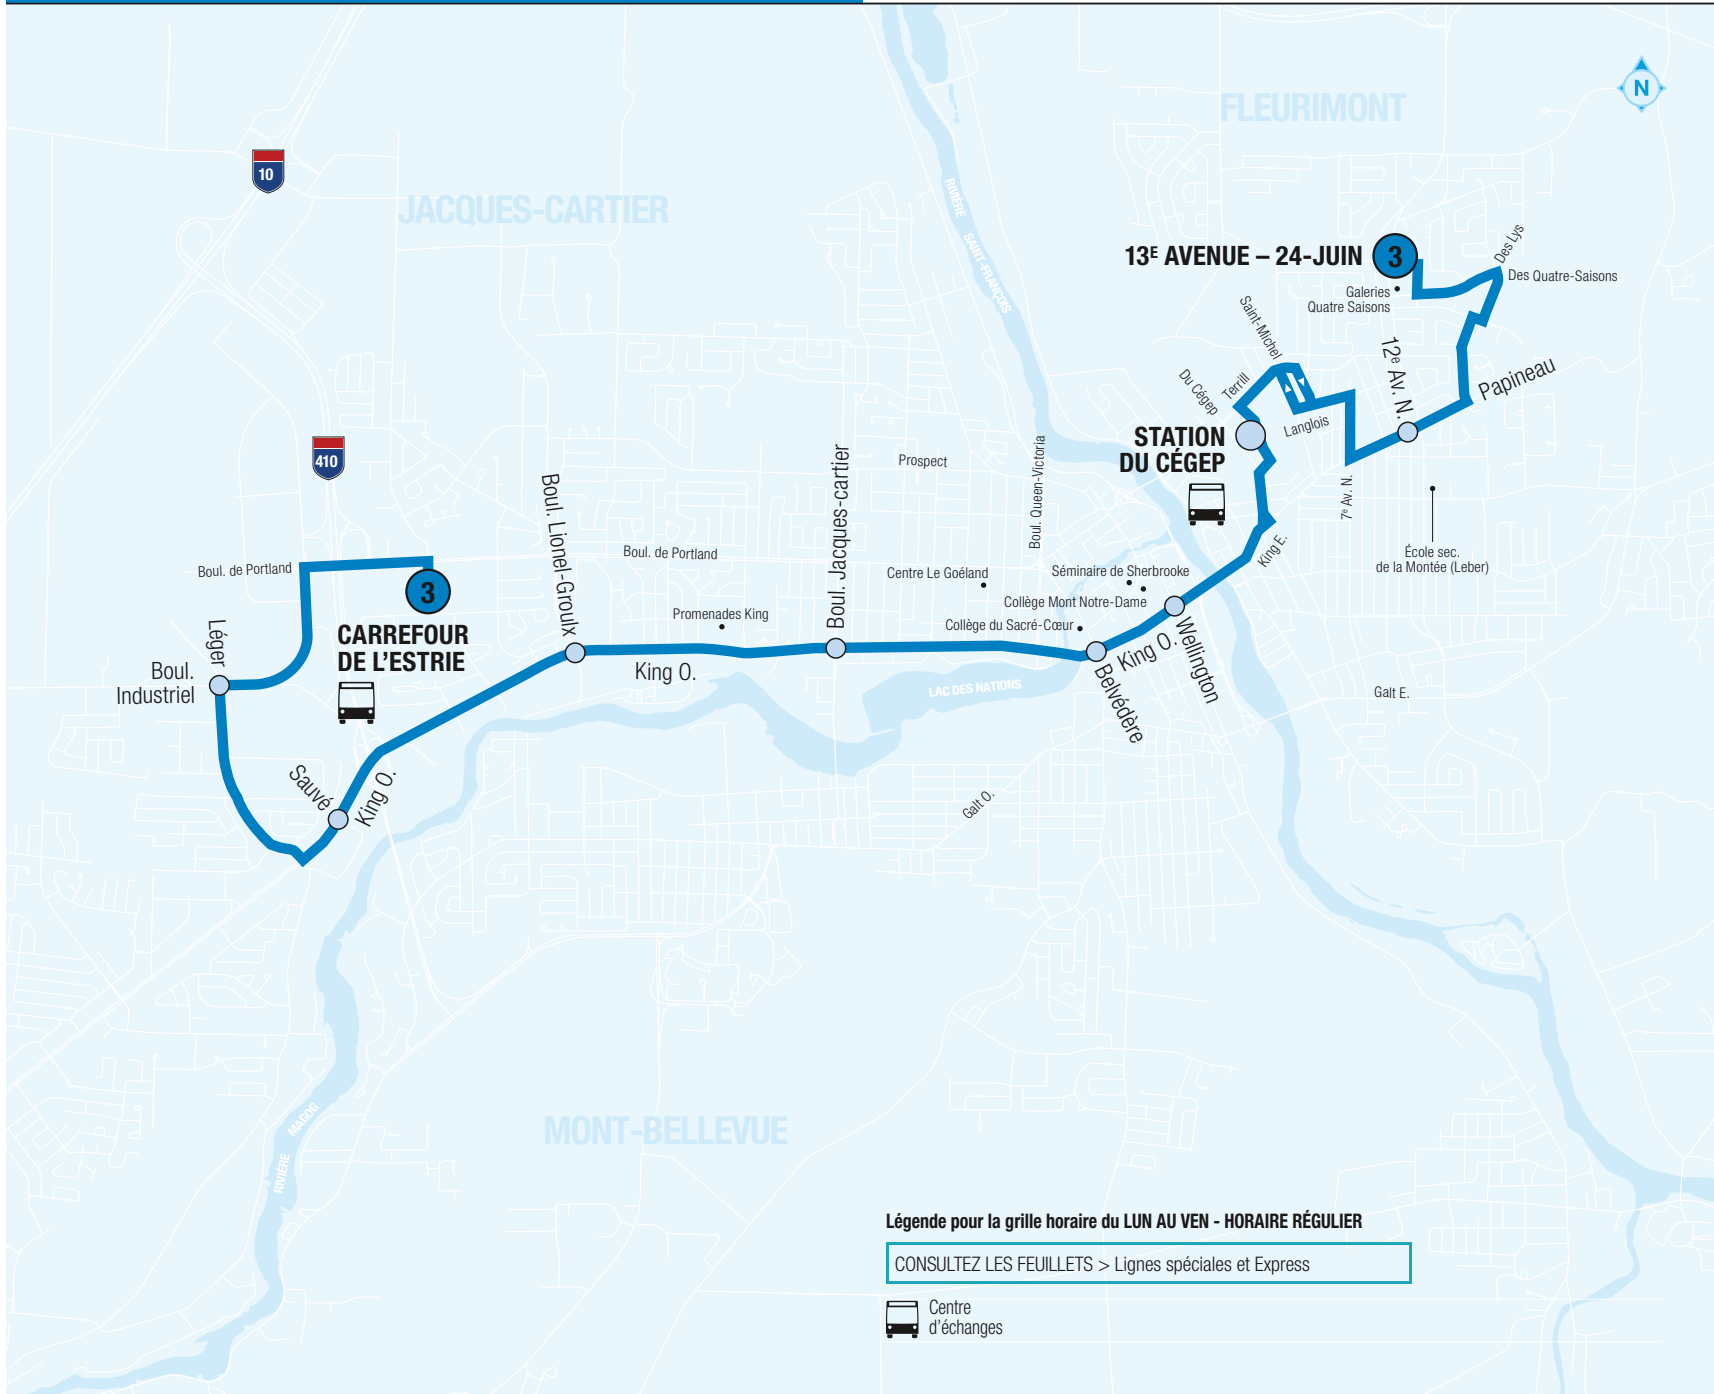 N
FLEURIMONT
10
JACQUES-CARTIER
RIVIÈRE SAINT-FRANÇOIS
13E AVENUE – 24-JUIN
3
Des Lys
Des Quatre-Saisons
Galeries
Quatre Saisons
Saint-Michel
12e Av. N.
Papineau
Du Cégep
Terrill
Langlois
STATION
DU CÉGEP
410
Boul. Lionel-Groulx
Boul. Jacques-cartier
Prospect
Boul. Queen-Victoria
7e Av. N.
King E.
École sec.
de la Montée (Leber)
Boul. de Portland
Boul. de Portland
3
CARREFOUR
DE L'ESTRIE
Centre Le Goéland
Séminaire de Sherbrooke
Collège Mont Notre-Dame
Collège du Sacré-Cœur
Promenades King
Léger
Boul.
Industriel
King O.
King O.
Wellington
Belvédère
LAC DES NATIONS
Galt E.
Sauvé
King O.
Galt O.
RIVIÈRE MAGOG
MONT-BELLEVUE
Légende pour la grille horaire du LUN AU VEN - HORAIRE RÉGULIER
CONSULTEZ LES FEUILLETS > Lignes spéciales et Express
Centre
d'échanges